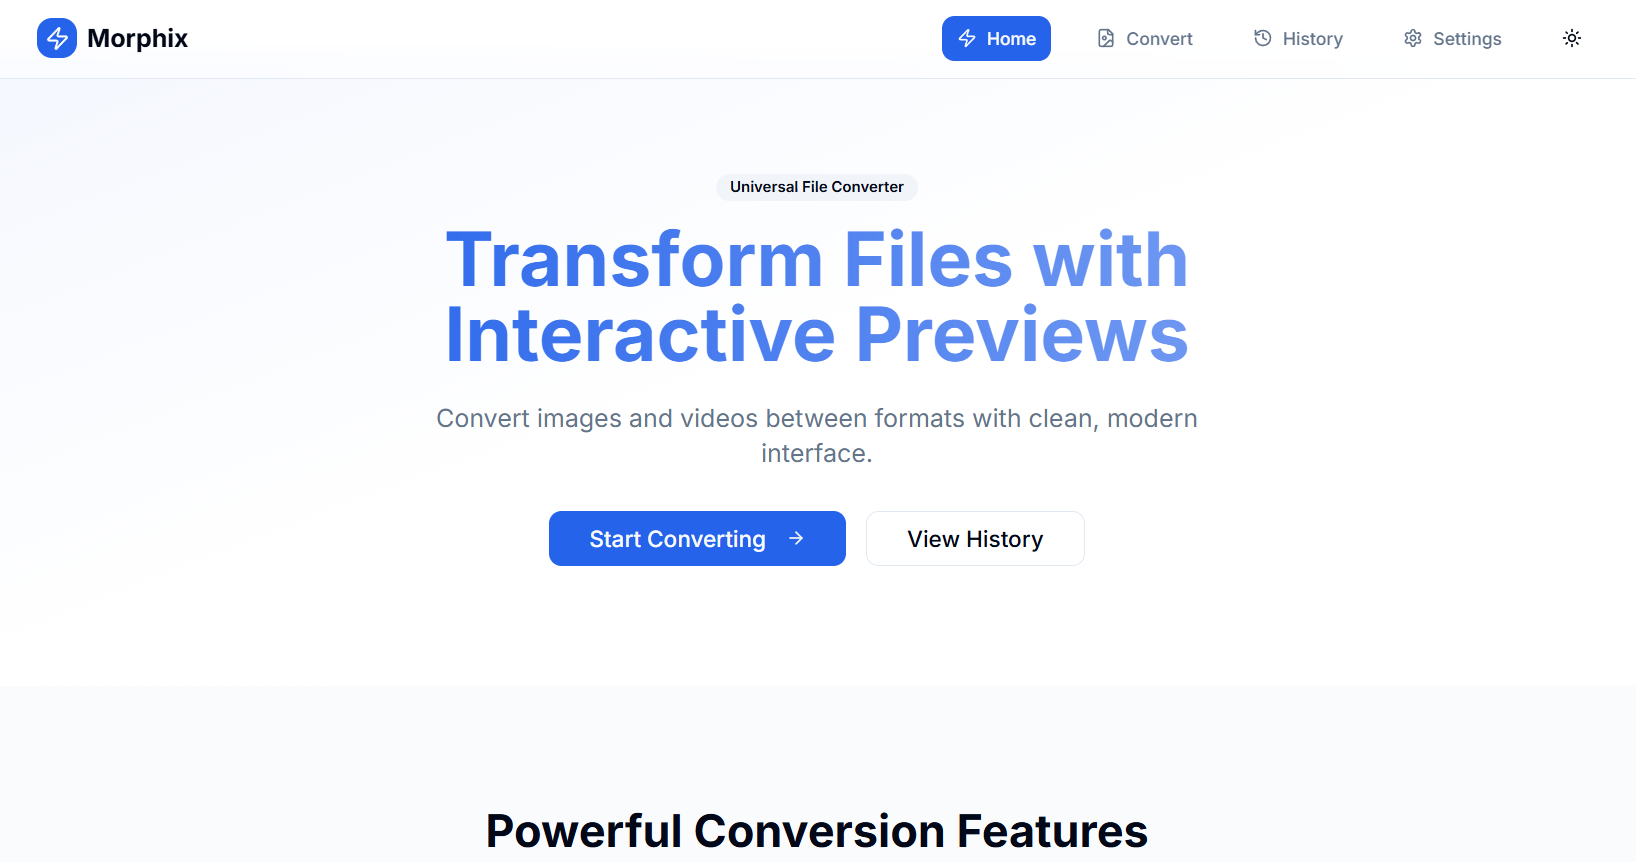 Morphix
Home
Convert
History
Settings
Universal File Converter
Transform Files with
Interactive Previews
Convert images and videos between formats with clean, modern
interface.
Start Converting
View History
Powerful Conversion Features